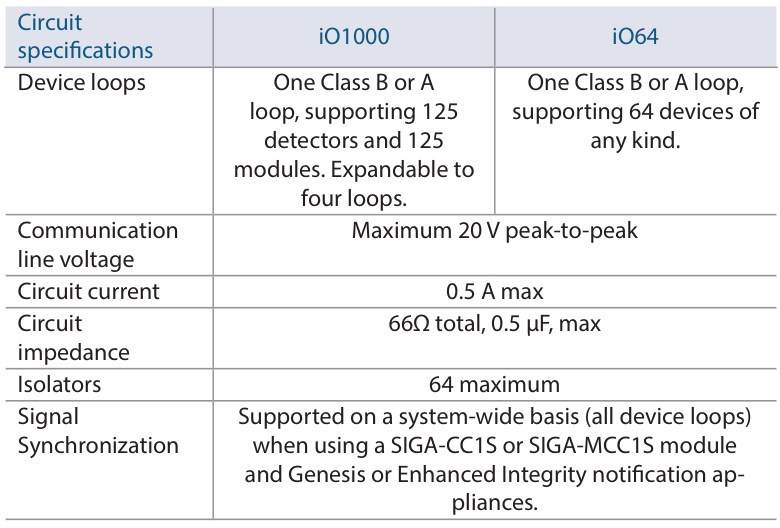 Circuit
specifications
iO1000
iO64
Device loops
One Class B or A
loop, supporting 125
detectors and 125
modules. Expandable to
four loops.
One Class B or A loop,
supporting 64 devices of
any kind.
Communication
line voltage
Maximum 20 V peak-to-peak
Circuit current
0.5 A max
Circuit
impedance
66Ω total, 0.5 µF, max
Isolators
64 maximum
Signal
Synchronization
Supported on a system-wide basis (all device loops)
when using a SIGA-CC1S or SIGA-MCC1S module
and Genesis or Enhanced Integrity notification ap-
pliances.